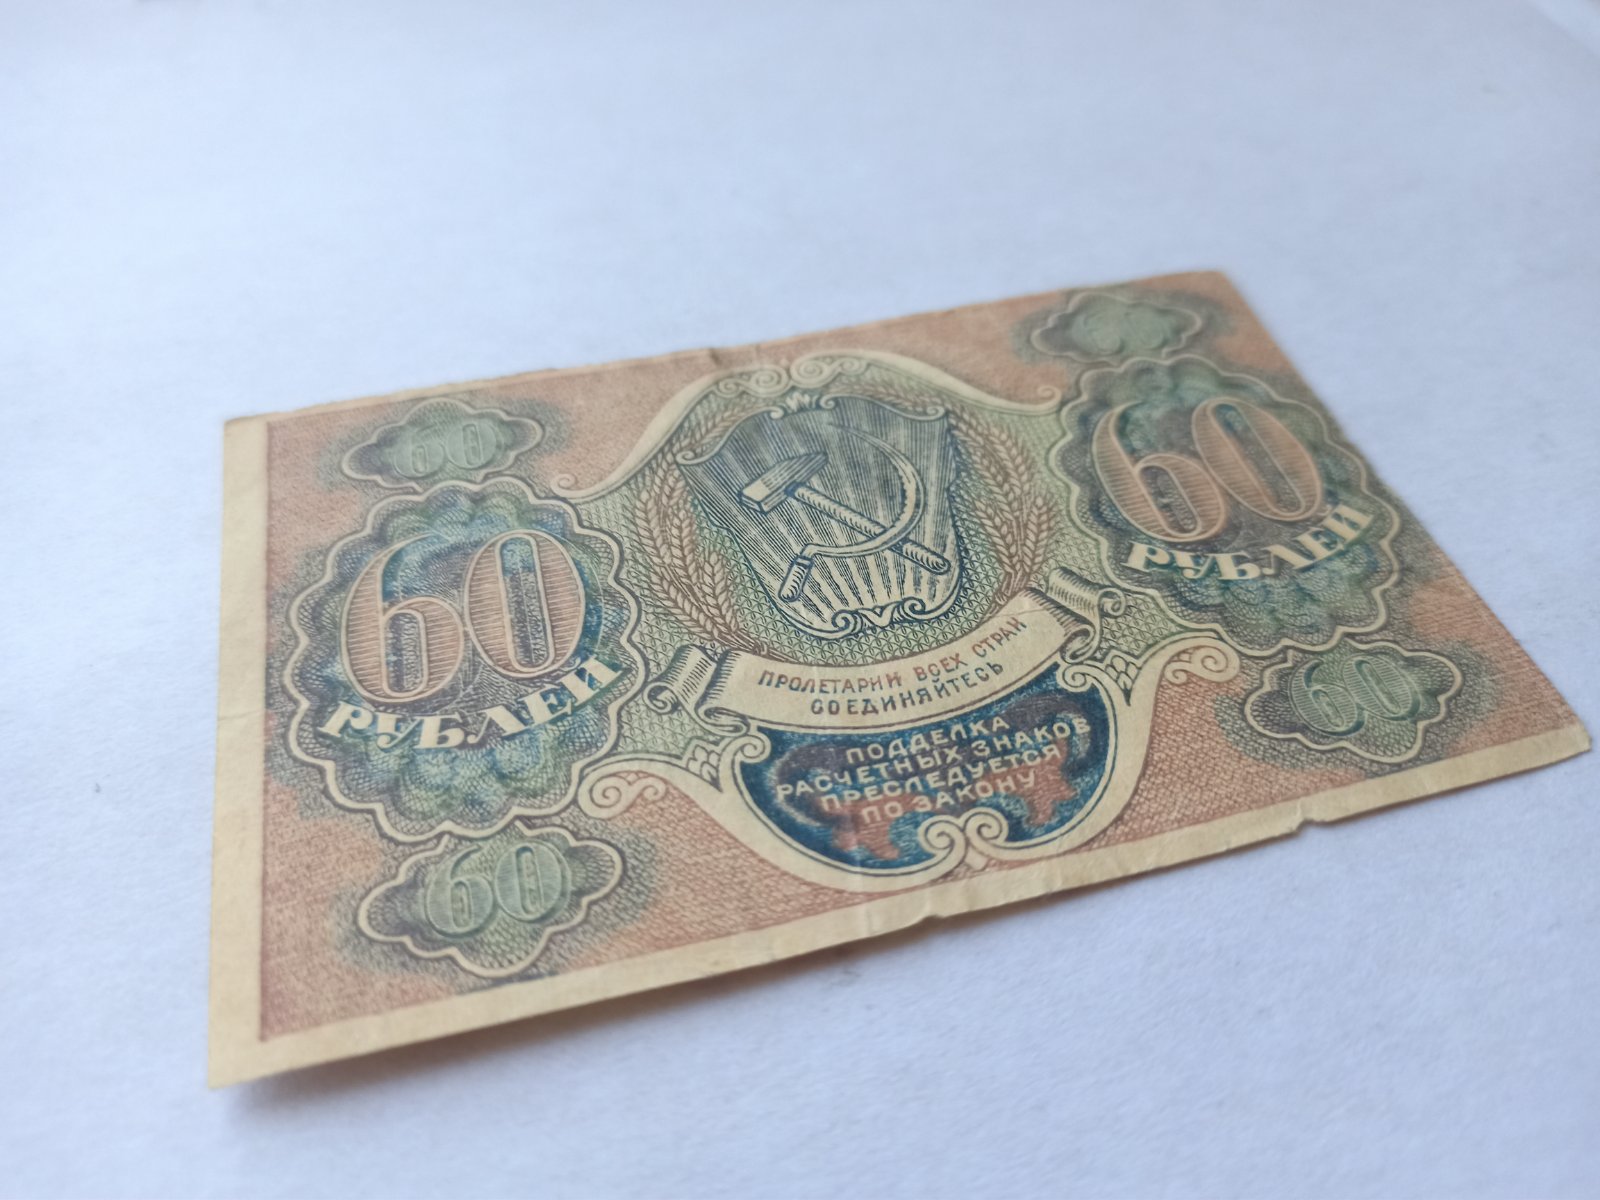 60
60
60
РУБЛЕЙ
60
РУБЛЕЙ
ПРОЛЕТАРИИ ВСЕХ СТРАН
СОЕДИНЯЙТЕСЬ
ПОДДЕЛКА
РАСЧЕТНЫХ ЗНАКОВ
ПРЕСЛЕДУЕТСЯ
ПО ЗАКОНУ
60
60